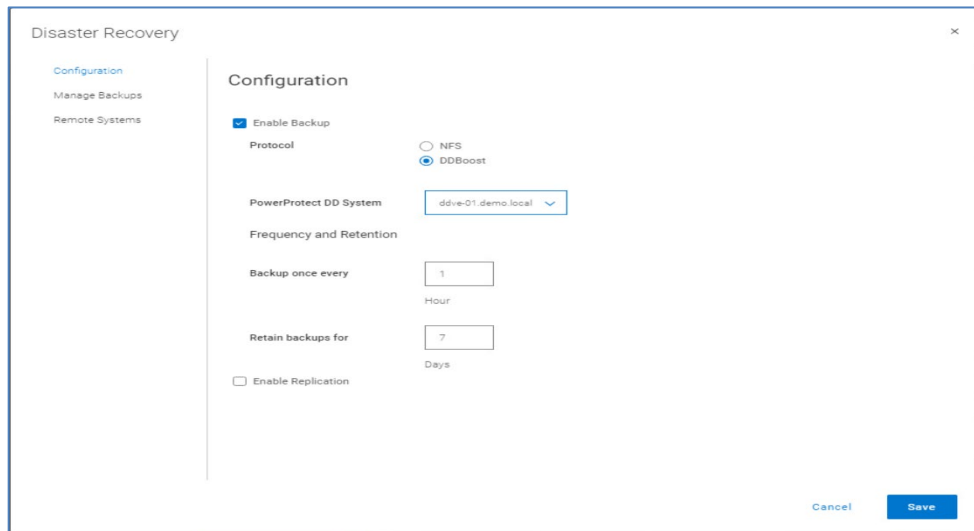 Disaster Recovery
Configuration
Manage Backups
Remote Systems
Configuration
Enable Backup
Protocol
NFS
DDBoost
PowerProtect DD System
ddve-01.demo.local
Frequency and Retention
Backup once every
1
Hour
Retain backups for
7
Days
Enable Replication
Cancel
Save